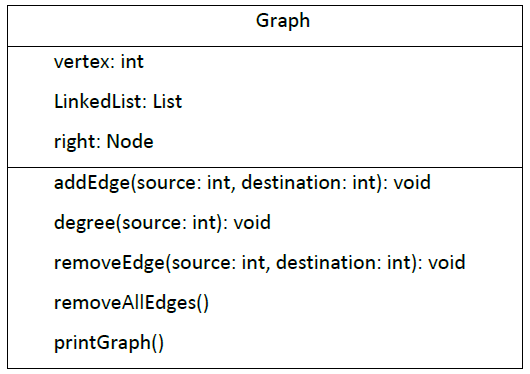 Graph
vertex: int
LinkedList: List
right: Node
addEdge(source: int, destination: int): void
degree(source: int): void
removeEdge(source: int, destination: int): void
removeAllEdges()
printGraph()